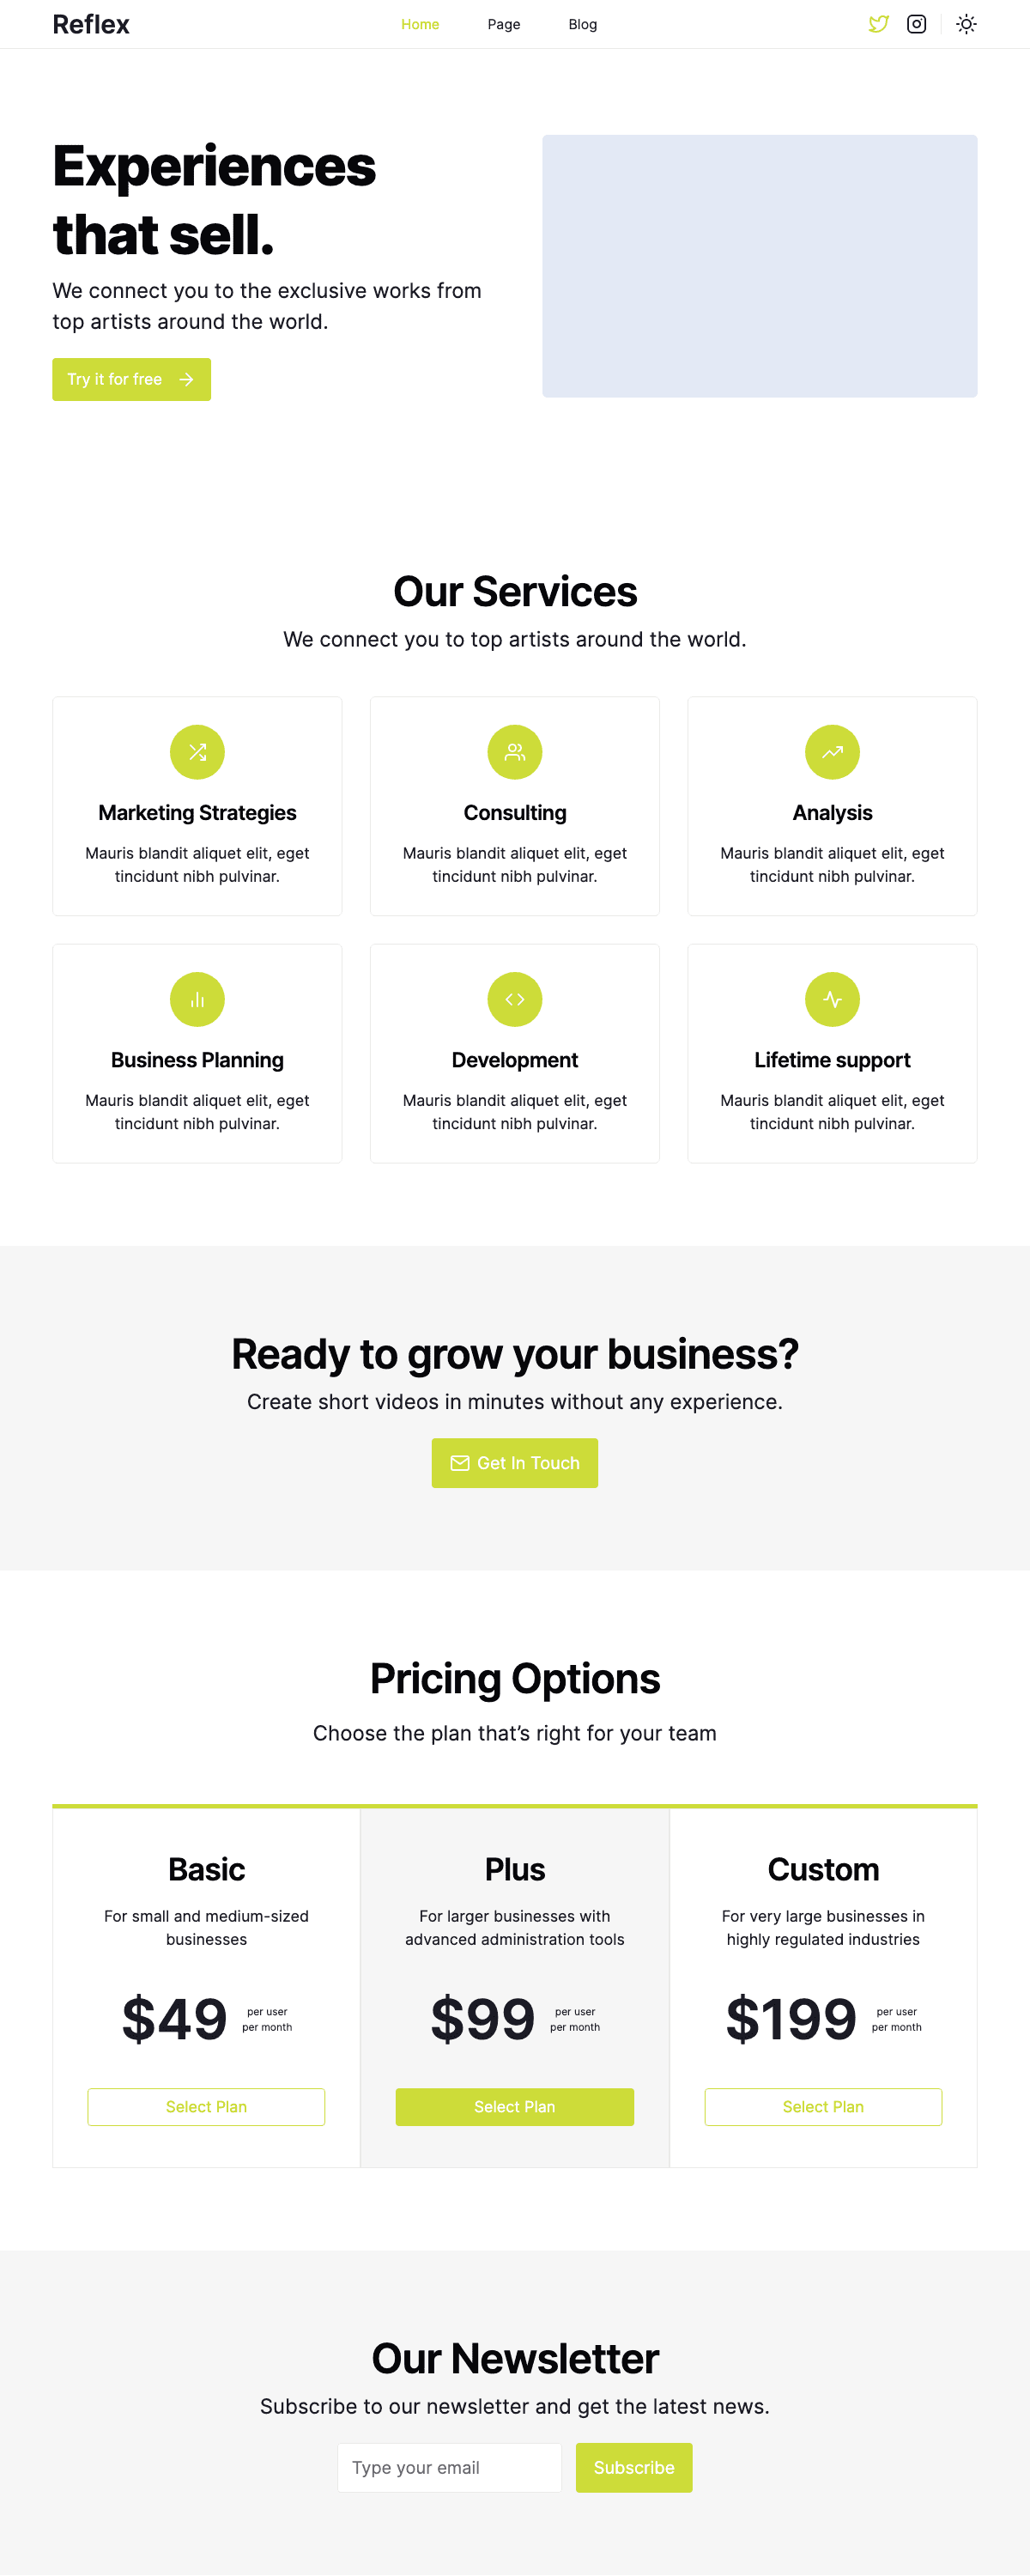 Reflex
Home
Page
Blog
Experiences
that sell.
We connect you to the exclusive works from
top artists around the world.
Try it for free
Our Services
We connect you to top artists around the world.
Marketing Strategies
Mauris blandit aliquet elit, eget
tincidunt nibh pulvinar.
Consulting
Mauris blandit aliquet elit, eget
tincidunt nibh pulvinar.
Analysis
Mauris blandit aliquet elit, eget
tincidunt nibh pulvinar.
Business Planning
Mauris blandit aliquet elit, eget
tincidunt nibh pulvinar.
Development
Mauris blandit aliquet elit, eget
tincidunt nibh pulvinar.
Lifetime support
Mauris blandit aliquet elit, eget
tincidunt nibh pulvinar.
Ready to grow your business?
Create short videos in minutes without any experience.
Get In Touch
Pricing Options
Choose the plan that’s right for your team
Basic
For small and medium-sized
businesses
$49
per user
per month
Select Plan
Plus
For larger businesses with
advanced administration tools
$99
per user
per month
Select Plan
Custom
For very large businesses in
highly regulated industries
$199
per user
per month
Select Plan
Our Newsletter
Subscribe to our newsletter and get the latest news.
Type your email
Subscribe